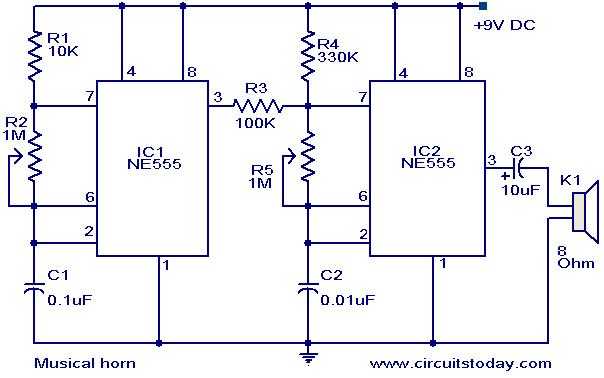 +9V DC
R1
10K
4
8
R4
330K
4
8
7
3
R3
100K
7
R2
1M
IC1
NE555
R5
1M
IC2
NE555
3
C3
+
10uF
K1
6
6
2
2
8
Ohm
1
1
C1
0.1uF
C2
0.01uF
Musical horn
www.circuitstoday.com